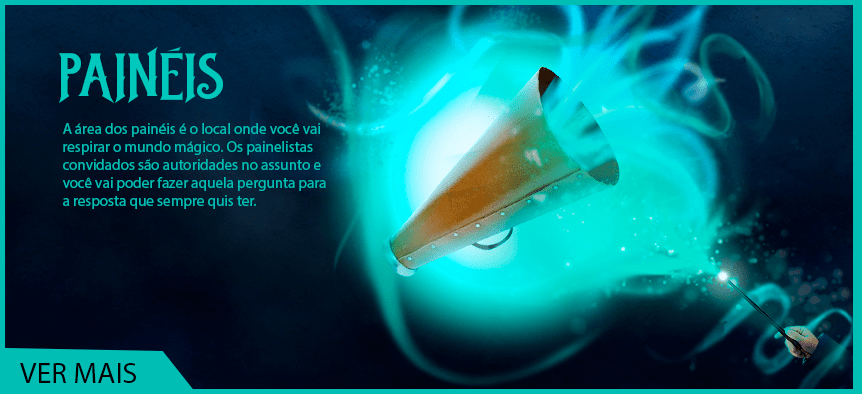 PAINÉIS
A área dos painéis é o local onde você vai
respirar o mundo mágico. Os painelistas
convidados são autoridades no assunto e
você vai poder fazer aquela pergunta para
a resposta que sempre quis ter.
VER MAIS